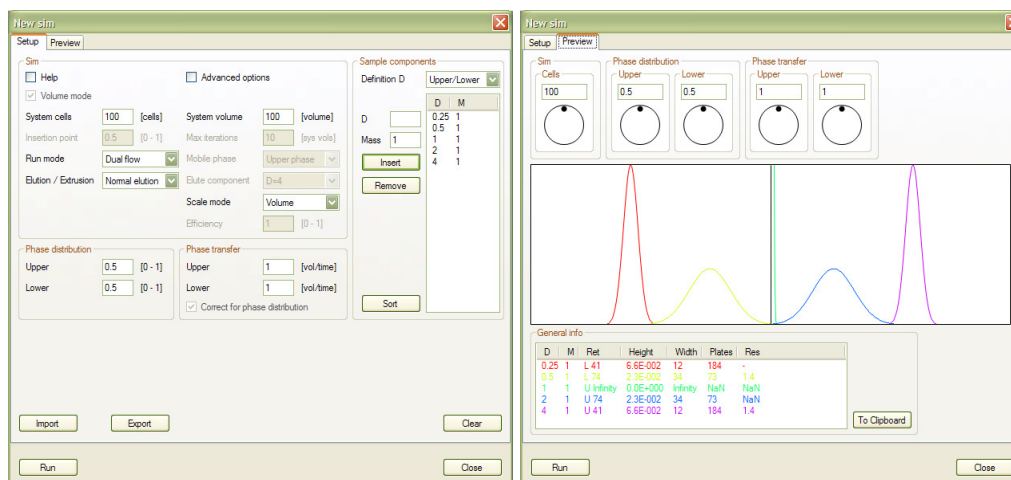 New sim
Setup Preview
Sim
Help
Advanced options
Volume mode
System cells 100 [cells] System volume 100 [volume]
Insertion point 0.5 [0 - 1] Max iterations 10 [sys vols]
Run mode Dual flow Mobile phase Upper phase
Elution / Extrusion Normal elution Elute component D=4
Scale mode Volume
Efficiency 1 [0 - 1]
Phase distribution
Upper 0.5 [0 - 1]
Lower 0.5 [0 - 1]
Phase transfer
Upper 1 [vol/time]
Lower 1 [vol/time]
Correct for phase distribution
Sample components
Definition D Upper/Lower
D
Mass 1
Insert
Remove
Sort
D M
0.25 1
0.5 1
1 1
2 1
4 1
Import Export Clear
Run Close
New sim
Setup Preview
Sim
Cells
100
Phase distribution
Upper Lower
0.5 0.5
Phase transfer
Upper Lower
1 1
General info
D M Ret Height Width Plates Res
0.25 1 L 41 6.6E-002 12 184 -
0.5 1 L 74 2.3E-002 34 73 1.4
1 1 U Infinity 0.0E+000 Infinity NaN NaN
2 1 U 74 2.3E-002 34 73 NaN
4 1 U 41 6.6E-002 12 184 1.4
To Clipboard
Run Close